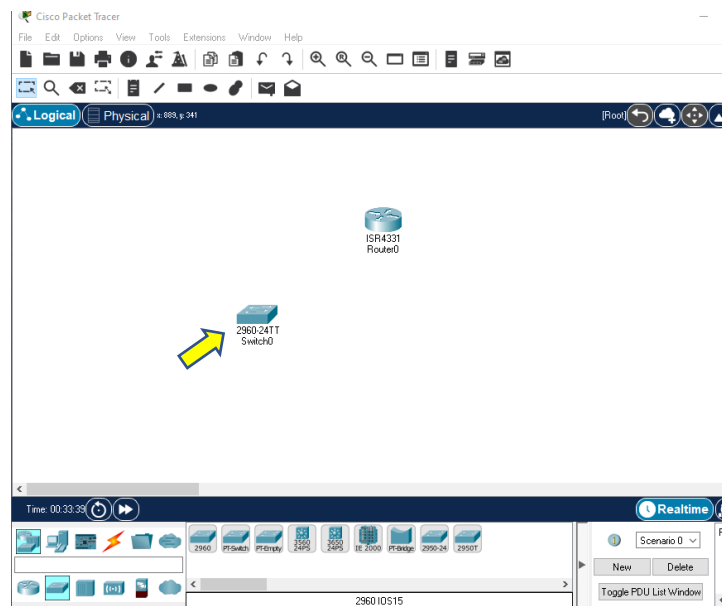 Cisco Packet Tracer
File Edit Options View Tools Extensions Window Help
Logical Physical x: 889, y: 341 [Root]
ISR4331
Router0
2960-24TT
Switch0
Time: 00:33:39 Realtime
2960 PT-Switch PT-Empty 3560 24PS 3650 24PS IE 2000 PT-Bridge 2950-24 2950T
Scenario 0
New Delete
Toggle PDU List Window
2960 IOS15